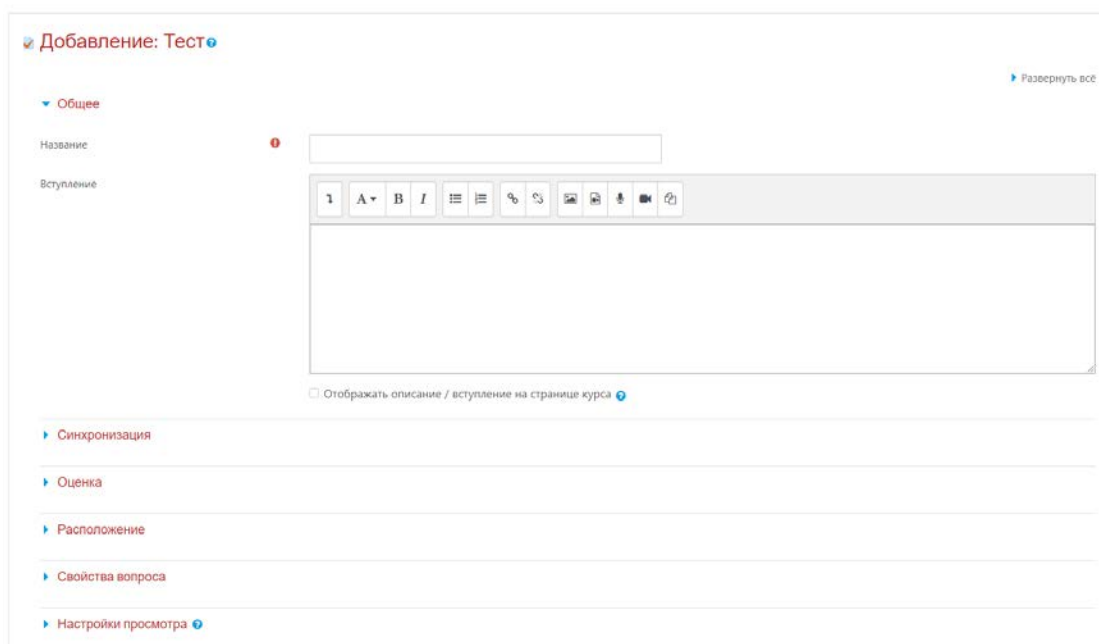 Добавление: Тест
Развернуть всё
Общее
Название
Вступление
A B I
Отображать описание / вступление на странице курса
Синхронизация
Оценка
Расположение
Свойства вопроса
Настройки просмотра